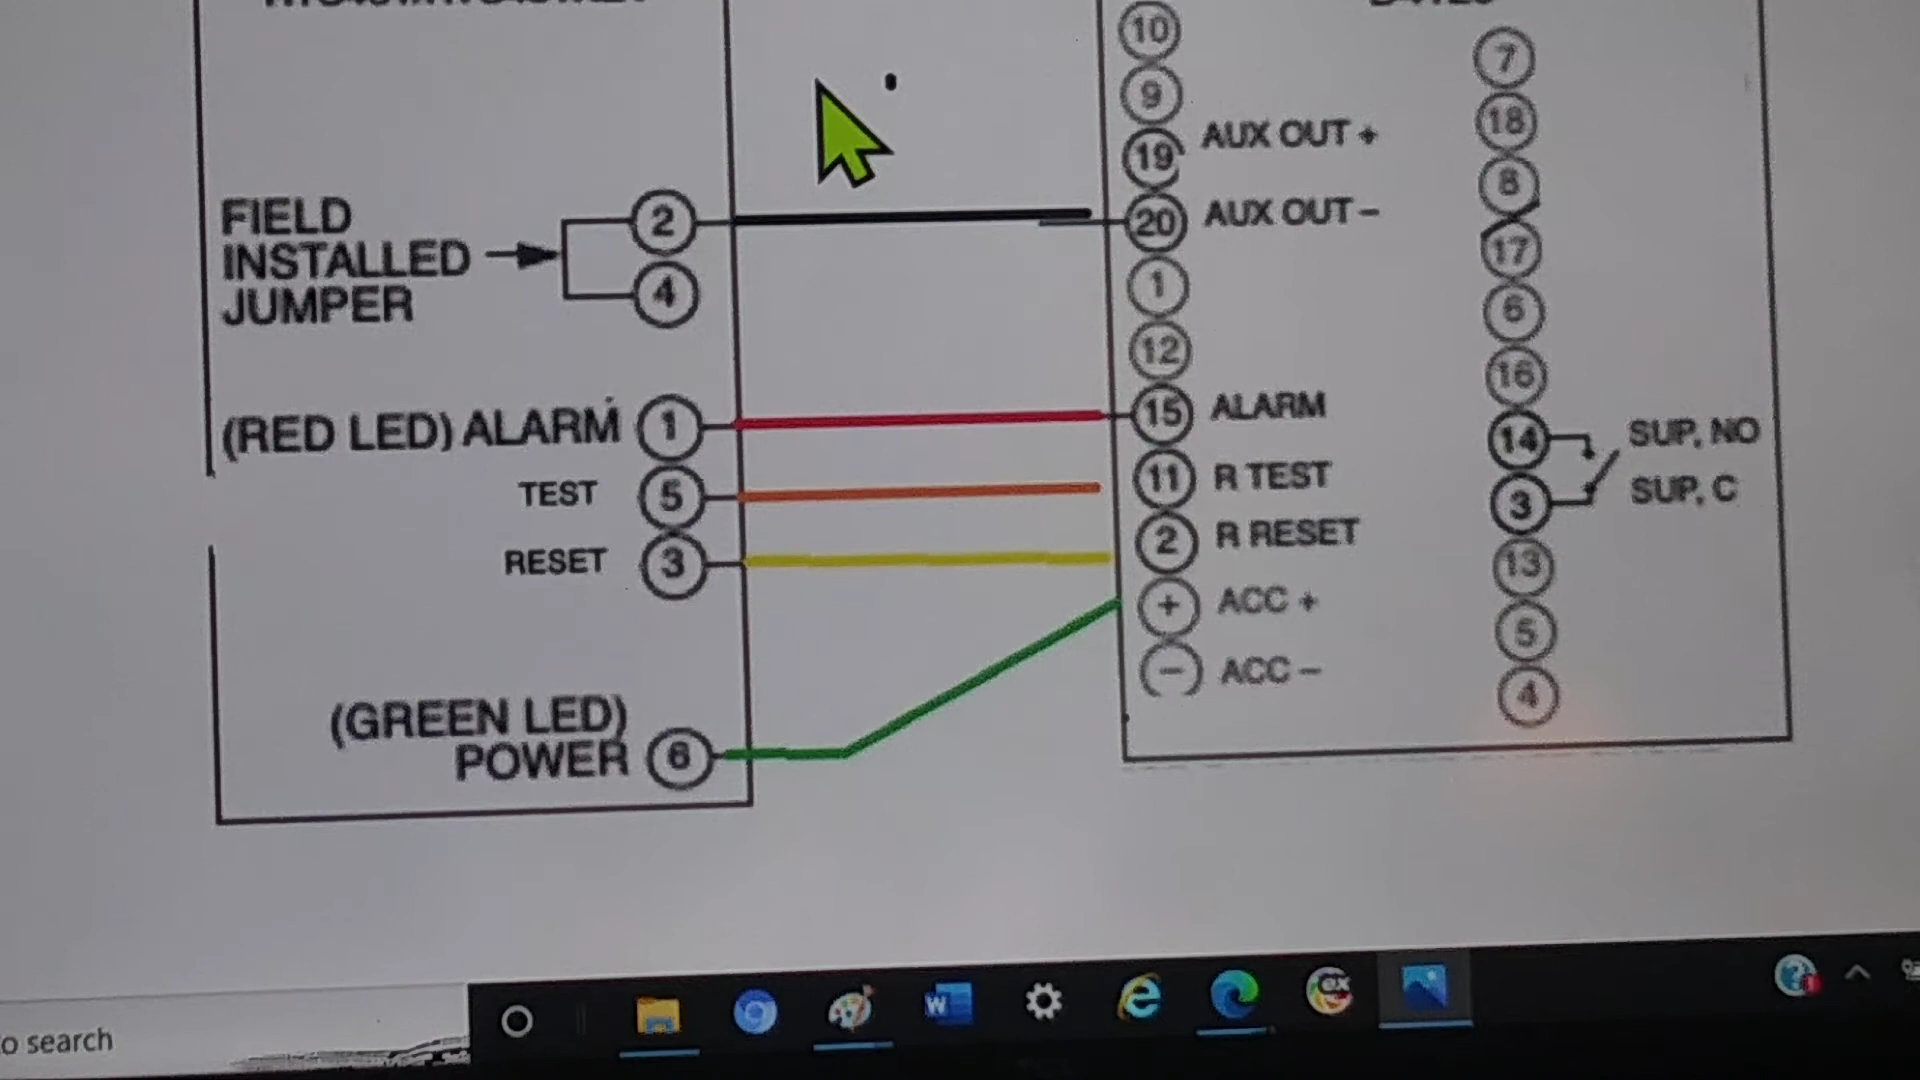 10
7
9
18
19
AUX OUT +
8
FIELD
INSTALLED
JUMPER
2
20
AUX OUT −
17
4
1
6
12
16
(RED LED) ALARM
1
15
ALARM
14
SUP, NO
TEST
5
11
R TEST
3
SUP, C
RESET
3
2
R RESET
13
+
ACC +
5
−
ACC −
4
(GREEN LED)
POWER
6
o search
W
ex